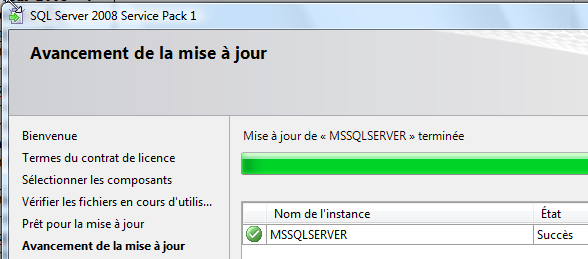 SQL Server 2008 Service Pack 1
Avancement de la mise à jour
Bienvenue
Termes du contrat de licence
Sélectionner les composants
Vérifier les fichiers en cours d'utilis...
Prêt pour la mise à jour
Avancement de la mise à jour
Mise à jour de « MSSQLSERVER » terminée
Nom de l'instance État
MSSQLSERVER Succès